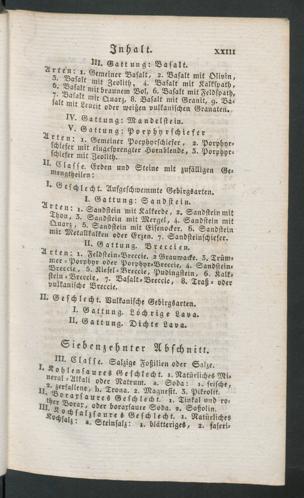 Inhalt. XXIII
III. Gattung: Basalt.
Arten: 1. Gemeiner Basalt, 2. Basalt mit Olivin,
3. Basalt mit Zeolith, 4. Basalt mit Kalkspath,
6. Basalt mit braunem Bol, 6. Basalt mit Feldspath,
7. Basalt mit Quarz, 8. Basalt mit Granit, 9. Ba-
salt mit Leucit oder weißen vulkanischen Granaten.
IV. Gattung: Mandelstein.
V. Gattung: Porphyrschiefer
Arten: 1. Gemeine Porphyrschiefer, 2. Porphyr-
schiefer mit eingesprengter Hornblende, 3. Porphyr-
schiefer mit Zeolith.
II. Classe. Erden und Steine mit zufälligen Ge-
mengtheilen:
I. Geschlecht. Aufgeschwemmte Gebirgsarten.
I. Gattung: Sandstein.
Arten: 1. Sandstein mit Kalkerde, 2. Sandstein mit
Thon, 3. Sandstein mit Mergel, 4. Sandstein mit
Quarz, 5. Sandstein mit Eisenocker. 6. Sandstein
mit Metallkalken oder Erzen. 7. Sandsteinschiefer.
II. Gattung. Breccien.
Arten: 1. Feldstein-Breccie. 2 Grauwacke. 3. Trüm-
mer-Porphyr oder Porphyr-Breccie, 4. Sandstein-
Breccie, 5. Kiesel-Breccie, Pudingstein, 6. Kalk-
stein-Breccie, 7. Basalt-Breccie, 8. Traß- oder
vulkanische Breccie.
II. Geschlecht. Vulkanische Gebirgsarten.
I. Gattung. Löchrige Lava.
II. Gattung. Dichte Lava.
Siebenzehnter Abschnitt.
III. Classe. Salzige Foßilien oder Salze.
I. Kohlensaures Geschlecht. 1. Natürliches Mi-
neral-Alkali oder Natrum. 2. Soda: 1. frische,
2. zerfallene, b. Trona. 2. Magnesit. 3. Pikrolit.
II. Boraxsaures Geschlecht. 1. Tinkal und ro-
ther Borax, oder boraxsaure Soda. 2. Sassolin.
III. Kochsalzsaures Geschlecht. 1. Natürliches
Kochsalz: a. Steinsalz: 1. blätteriges, 2. faseri-